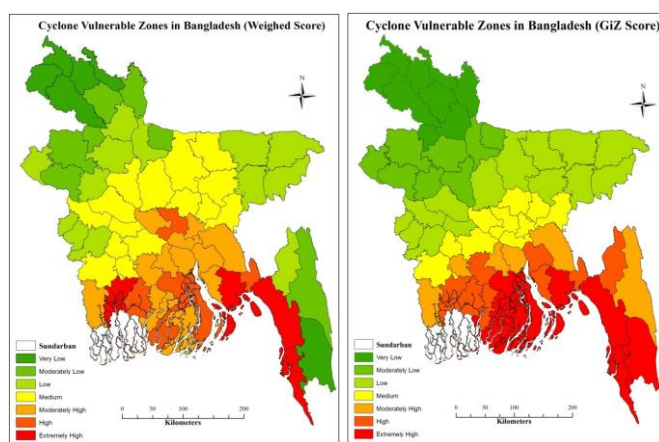 Cyclone Vulnerable Zones in Bangladesh (Weighed Score)
N
Sundarban
Very Low
Moderately Low
Low
Medium
Moderately High
High
Extremely High
0 50 100 200
Kilometers
Cyclone Vulnerable Zones in Bangladesh (GiZ Score)
N
Sundarban
Very Low
Moderately Low
Low
Medium
Moderately High
High
Extremely High
0 50 100 200
Kilometers